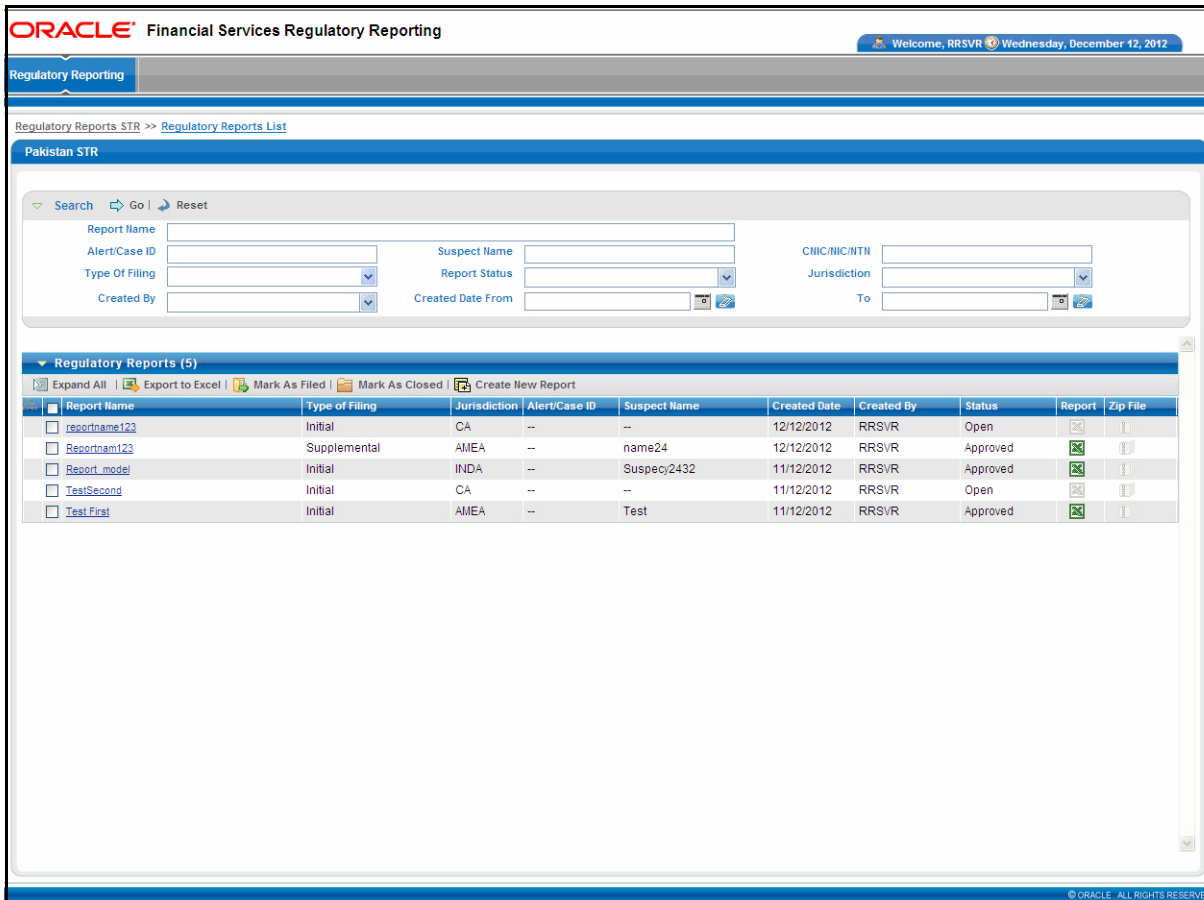 ORACLE® Financial Services Regulatory Reporting
Welcome, RRSVR Wednesday, December 12, 2012
Regulatory Reporting
Regulatory Reports STR >> Regulatory Reports List
Pakistan STR
Search Go | Reset
Report Name
Alert/Case ID Suspect Name CNIC/NIC/NTN
Type Of Filing Report Status Jurisdiction
Created By Created Date From To
Regulatory Reports (5)
Expand All | Export to Excel | Mark As Filed | Mark As Closed | Create New Report
Report Name Type of Filing Jurisdiction Alert/Case ID Suspect Name Created Date Created By Status Report Zip File
reportname123 Initial CA -- -- 12/12/2012 RRSVR Open
Reportnam123 Supplemental AMEA -- name24 12/12/2012 RRSVR Approved
Report_model Initial INDA -- Suspecy2432 11/12/2012 RRSVR Approved
TestSecond Initial CA -- -- 11/12/2012 RRSVR Open
Test First Initial AMEA -- Test 11/12/2012 RRSVR Approved
© ORACLE . ALL RIGHTS RESERVE